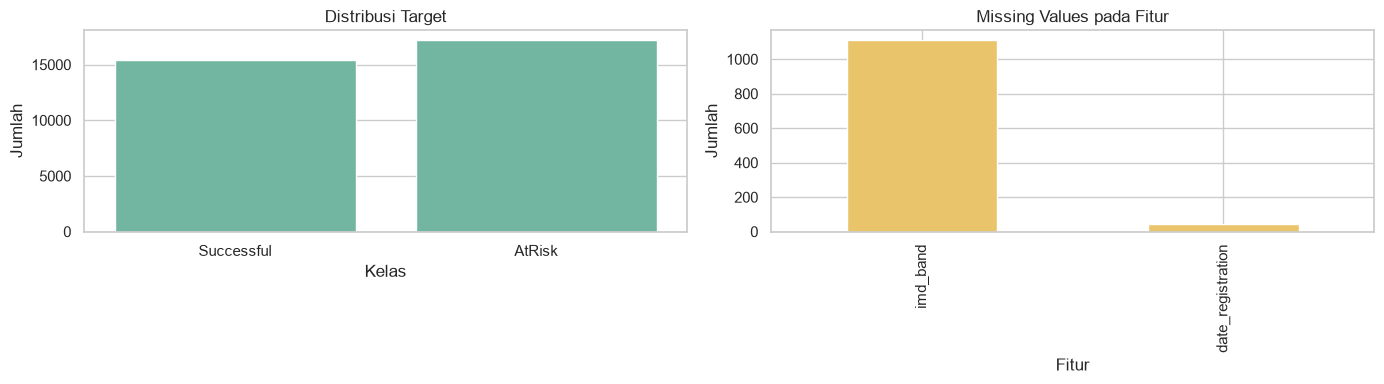 Distribusi Target
Jumlah
15000
10000
5000
0
Successful
AtRisk
Kelas
Missing Values pada Fitur
Jumlah
1000
800
600
400
200
0
imd_band
date_registration
Fitur